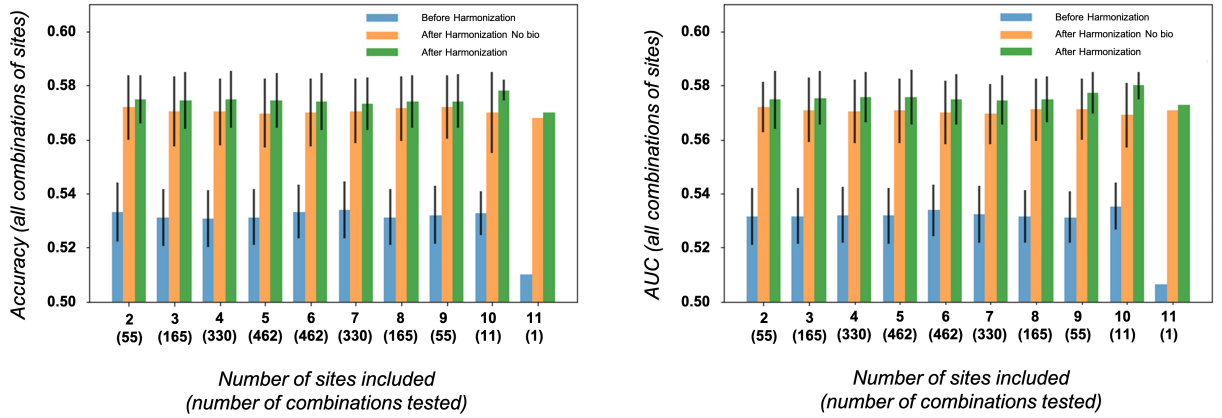 0.60
0.58
0.56
0.54
0.52
0.50
Accuracy (all combinations of sites)
Before Harmonization
After Harmonization No bio
After Harmonization
2 3 4 5 6 7 8 9 10 11
(55) (165) (330) (462) (462) (330) (165) (55) (11) (1)
Number of sites included
(number of combinations tested)
0.60
0.58
0.56
0.54
0.52
0.50
AUC (all combinations of sites)
Before Harmonization
After Harmonization No bio
After Harmonization
2 3 4 5 6 7 8 9 10 11
(55) (165) (330) (462) (462) (330) (165) (55) (11) (1)
Number of sites included
(number of combinations tested)